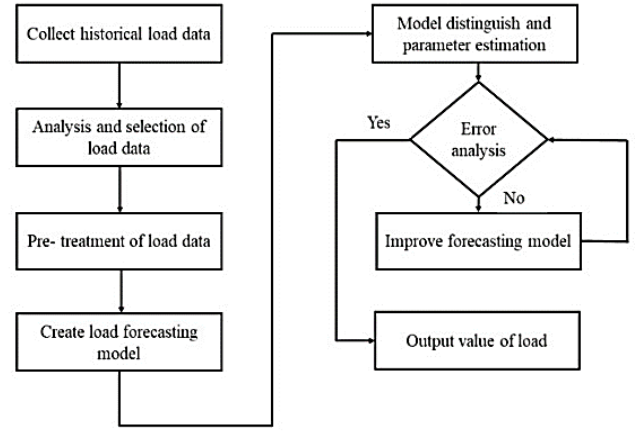 Collect historical load data
Analysis and selection of
load data
Pre- treatment of load data
Create load forecasting
model
Model distinguish and
parameter estimation
Yes
Error
analysis
No
Improve forecasting model
Output value of load